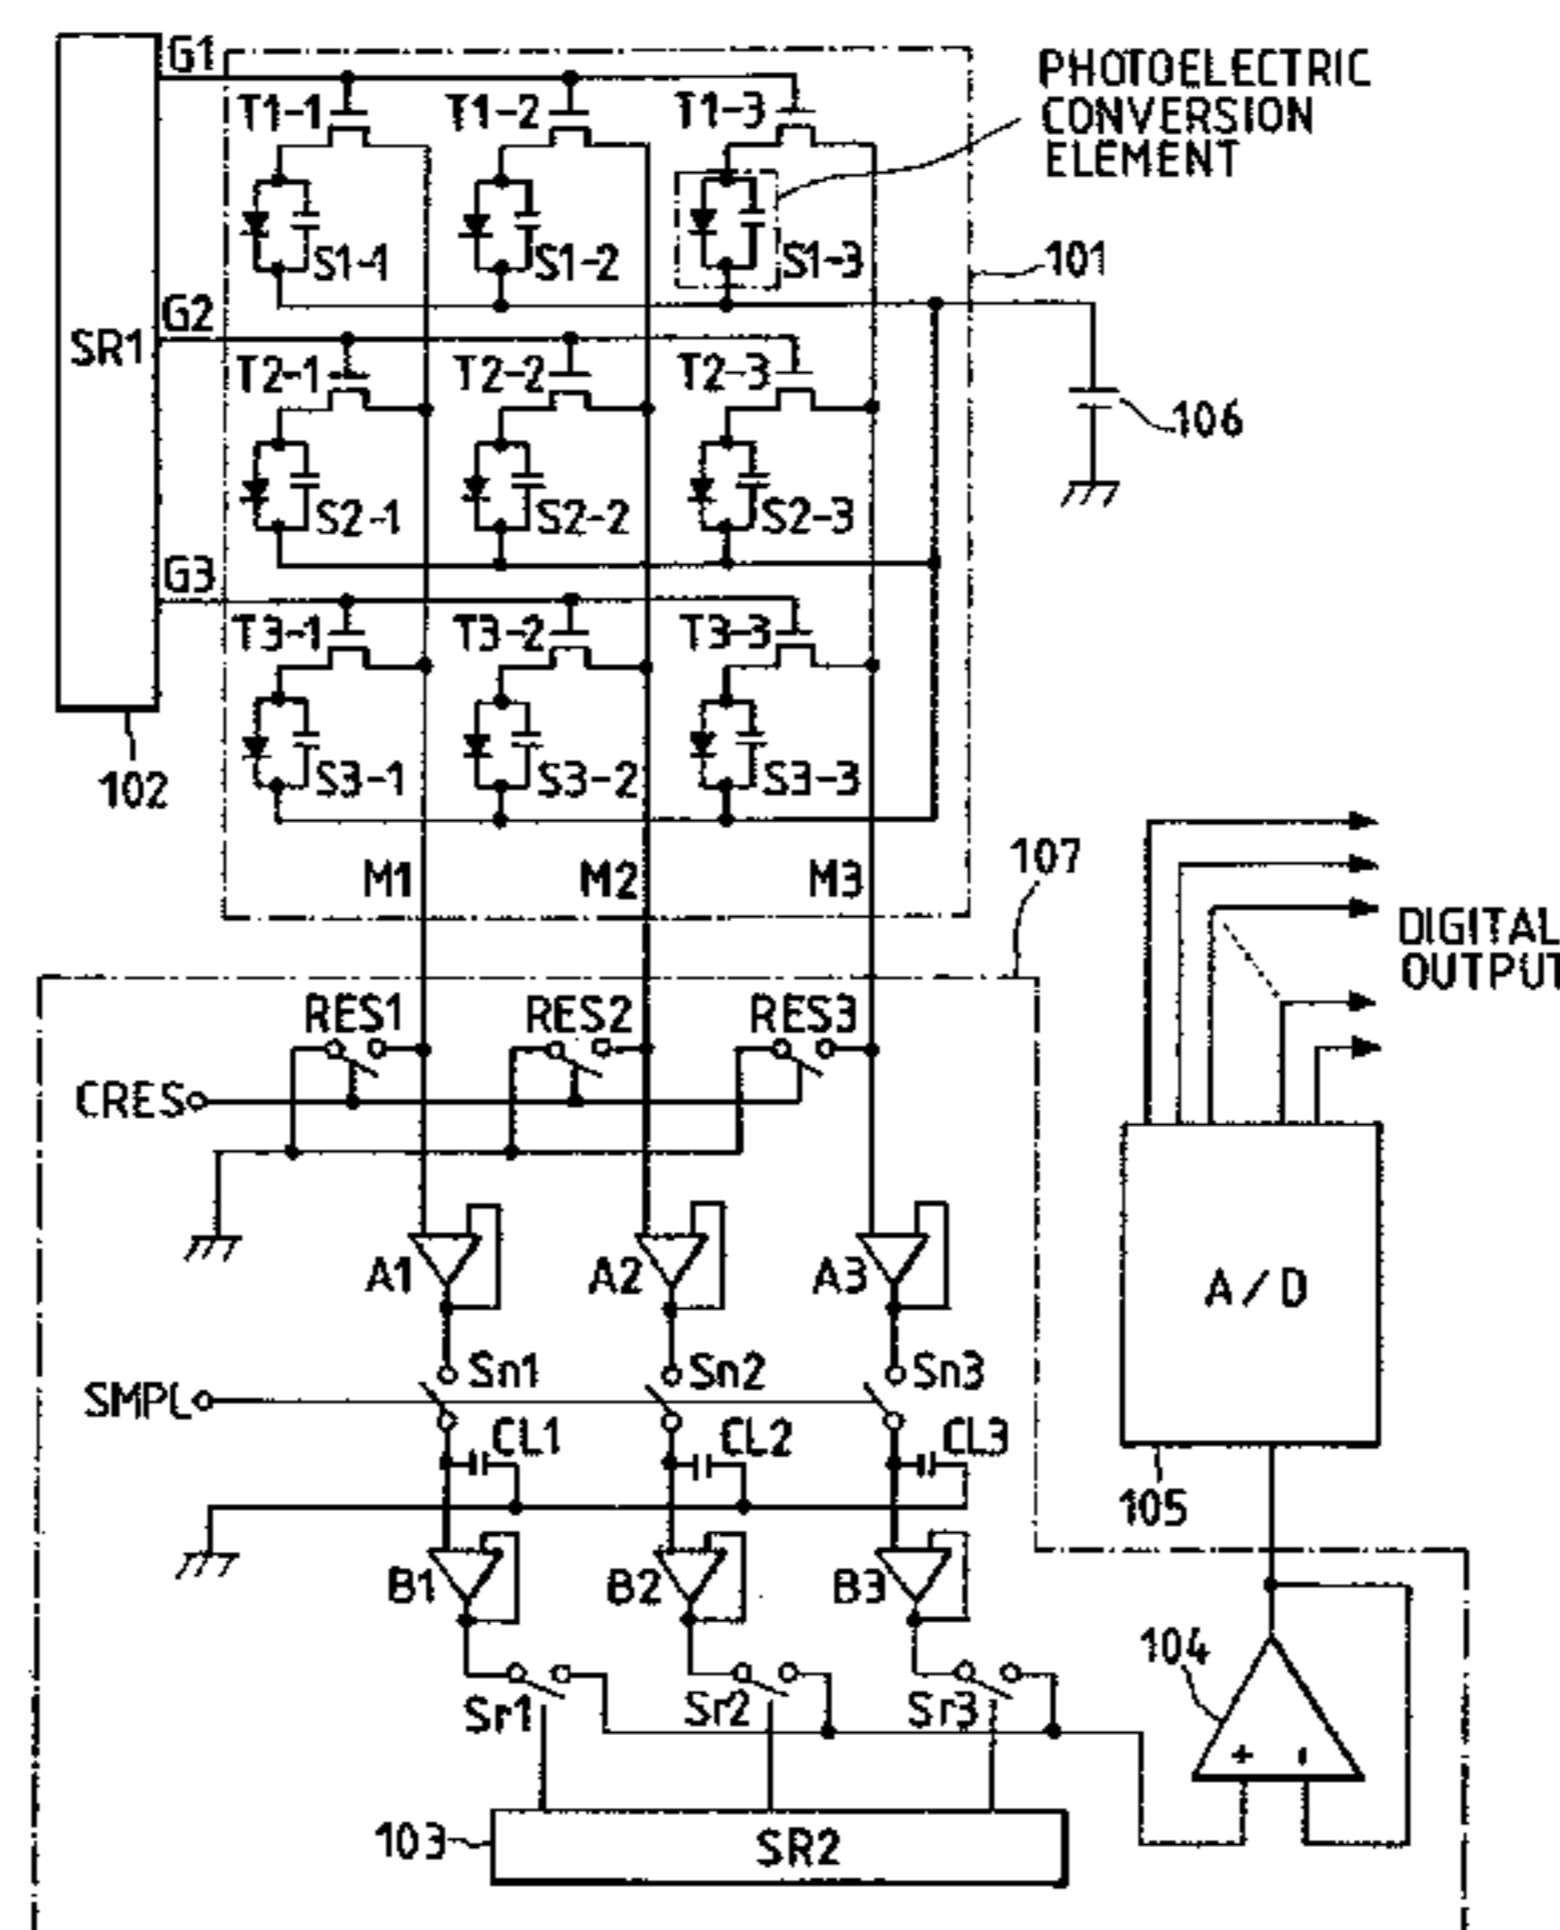 G1
PHOTOELECTRIC
CONVERSION
ELEMENT
T1-1 T1-2 T1-3
S1-1 S1-2 S1-3
101
G2
SR1
T2-1 T2-2 T2-3
106
S2-1 S2-2 S2-3
G3
T3-1 T3-2 T3-3
S3-1 S3-2 S3-3
102
M1 M2 M3
107
DIGITAL
OUTPUT
RES1 RES2 RES3
CRES
A1 A2 A3
A/D
Sn1 Sn2 Sn3
SMPL
CL1 CL2 CL3
105
B1 B2 B3
104
Sr1 Sr2 Sr3
+ -
103
SR2